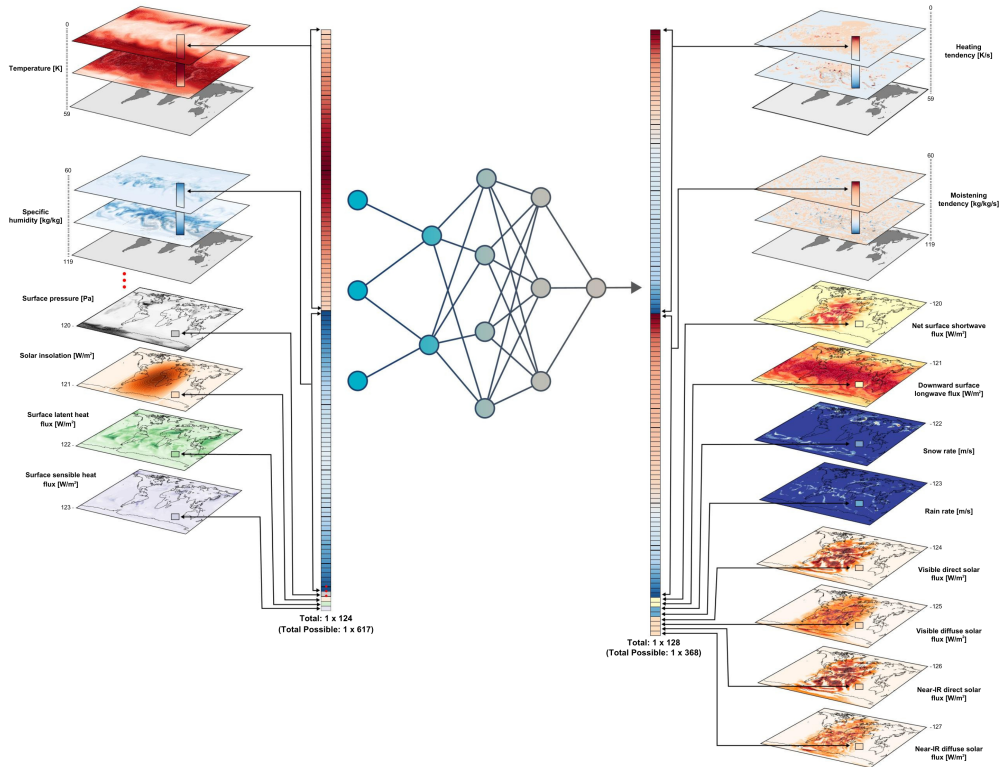 0
Temperature [K]
59
60
Specific
humidity [kg/kg]
119
Surface pressure [Pa]
120
Solar insolation [W/m²]
121
Surface latent heat
flux [W/m²]
122
Surface sensible heat
flux [W/m²]
123
Total: 1 x 124
(Total Possible: 1 x 617)
Total: 1 x 128
(Total Possible: 1 x 368)
0
Heating
tendency [K/s]
59
60
Moistening
tendency [kg/kg/s]
119
120
Net surface shortwave
flux [W/m²]
121
Downward surface
longwave flux [W/m²]
122
Snow rate [m/s]
123
Rain rate [m/s]
124
Visible direct solar
flux [W/m²]
125
Visible diffuse solar
flux [W/m²]
126
Near-IR direct solar
flux [W/m²]
127
Near-IR diffuse solar
flux [W/m²]